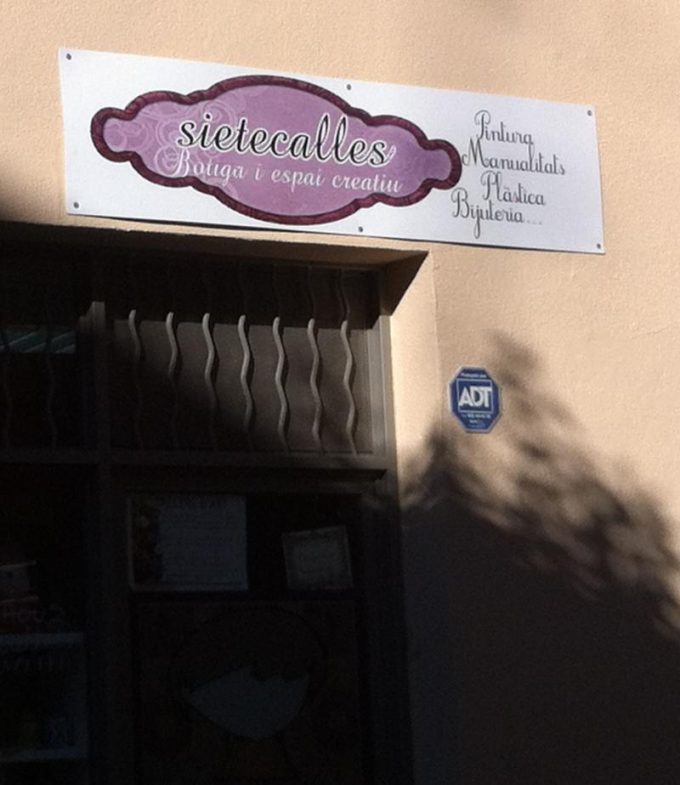 sietecalles
Botiga i espai creatiu
Pintura
Manualitats
Plàstica
Bijuteria...
ADT